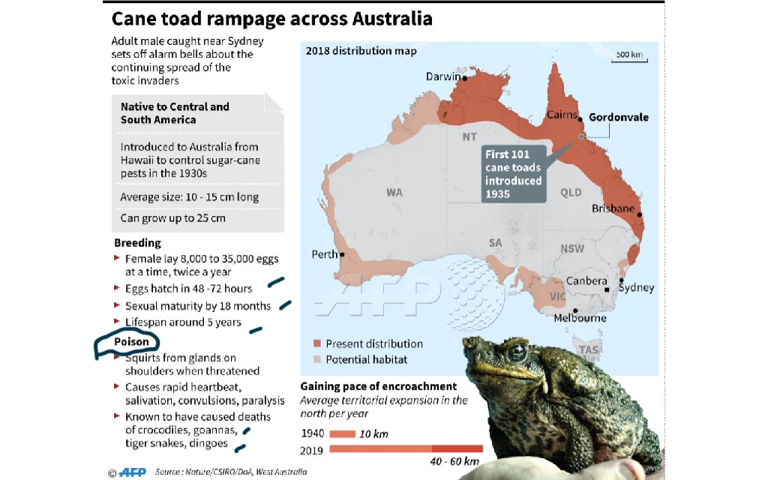 Cane toad rampage across Australia
Adult male caught near Sydney
sets off alarm bells about the
continuing spread of the
toxic invaders
Native to Central and
South America
Introduced to Australia from
Hawaii to control sugar-cane
pests in the 1930s
Average size: 10 - 15 cm long
Can grow up to 25 cm
Breeding
Female lay 8,000 to 35,000 eggs
at a time, twice a year
Eggs hatch in 48 -72 hours
Sexual maturity by 18 months
Lifespan around 5 years
Poison
Squirts from glands on
shoulders when threatened
Causes rapid heartbeat,
salivation, convulsions, paralysis
Known to have caused deaths
of crocodiles, goannas,
tiger snakes, dingoes
2018 distribution map
500 km
Darwin
Cairns
Gordonvale
NT
First 101
cane toads
introduced
1935
WA
QLD
Brisbane
SA
NSW
Perth
Canbera
Sydney
AFP
VIC
Melbourne
TAS
Present distribution
Potential habitat
Gaining pace of encroachment
Average territorial expansion in the
north per year
1940 10 km
2019
40 - 60 km
© AFP Source : Nature/CSIRO/DoA, West Australia